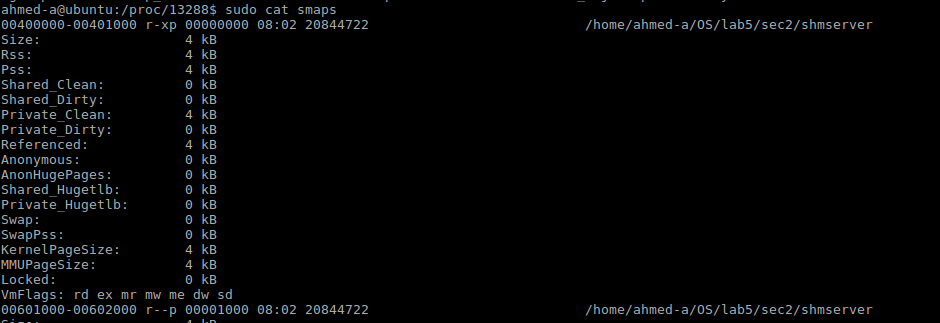 ahmed-a@ubuntu:/proc/13288$ sudo cat smaps
00400000-00401000 r-xp 00000000 08:02 20844722 /home/ahmed-a/OS/lab5/sec2/shmserver
Size: 4 kB
Rss: 4 kB
Pss: 4 kB
Shared_Clean: 0 kB
Shared_Dirty: 0 kB
Private_Clean: 4 kB
Private_Dirty: 0 kB
Referenced: 4 kB
Anonymous: 0 kB
AnonHugePages: 0 kB
Shared_Hugetlb: 0 kB
Private_Hugetlb: 0 kB
Swap: 0 kB
SwapPss: 0 kB
KernelPageSize: 4 kB
MMUPageSize: 4 kB
Locked: 0 kB
VmFlags: rd ex mr mw me dw sd
00601000-00602000 r--p 00001000 08:02 20844722 /home/ahmed-a/OS/lab5/sec2/shmserver
Size: 4 kB